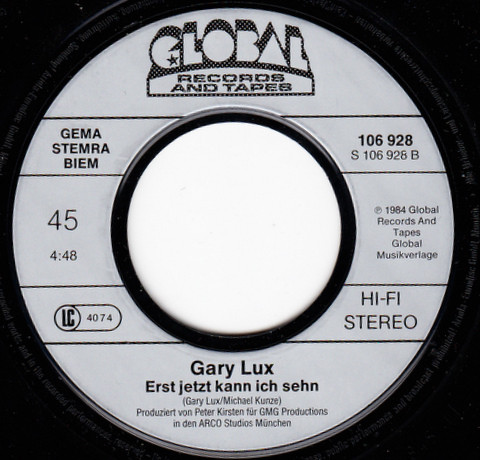 GLOBAL
RECORDS
AND TAPES
GEMA
STEMRA
BIEM
106 928
S 106 928 B
45
4:48
℗ 1984 Global
Records And
Tapes
Global
Musikverlage
LC 4074
HI-FI
STEREO
Gary Lux
Erst jetzt kann ich sehn
(Gary Lux/Michael Kunze)
Produziert von Peter Kirsten für GMG Productions
in den ARCO Studios München